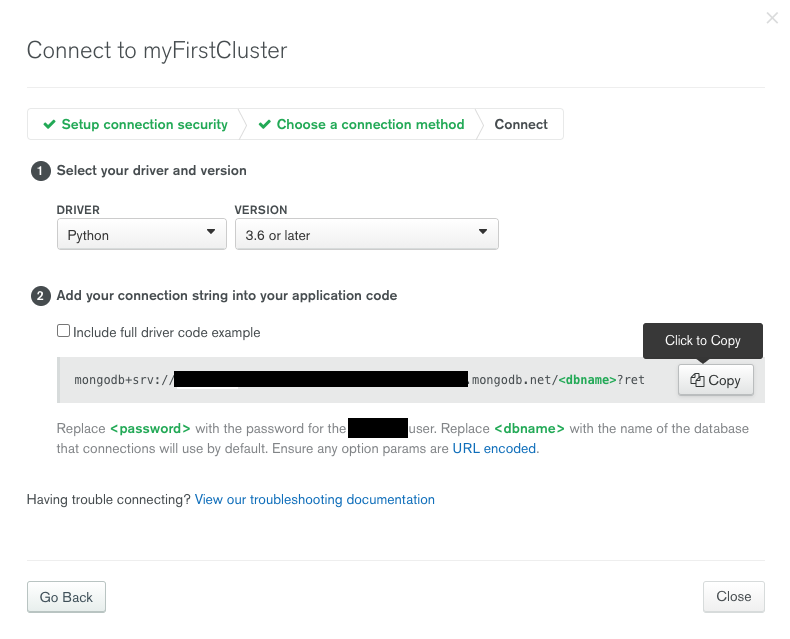 Connect to myFirstCluster
Setup connection security Choose a connection method Connect
1 Select your driver and version
DRIVER VERSION
Python 3.6 or later
2 Add your connection string into your application code
Include full driver code example
Click to Copy
mongodb+srv:// .mongodb.net/<dbname>?ret Copy
Replace <password> with the password for the user. Replace <dbname> with the name of the database
that connections will use by default. Ensure any option params are URL encoded.
Having trouble connecting? View our troubleshooting documentation
Go Back Close